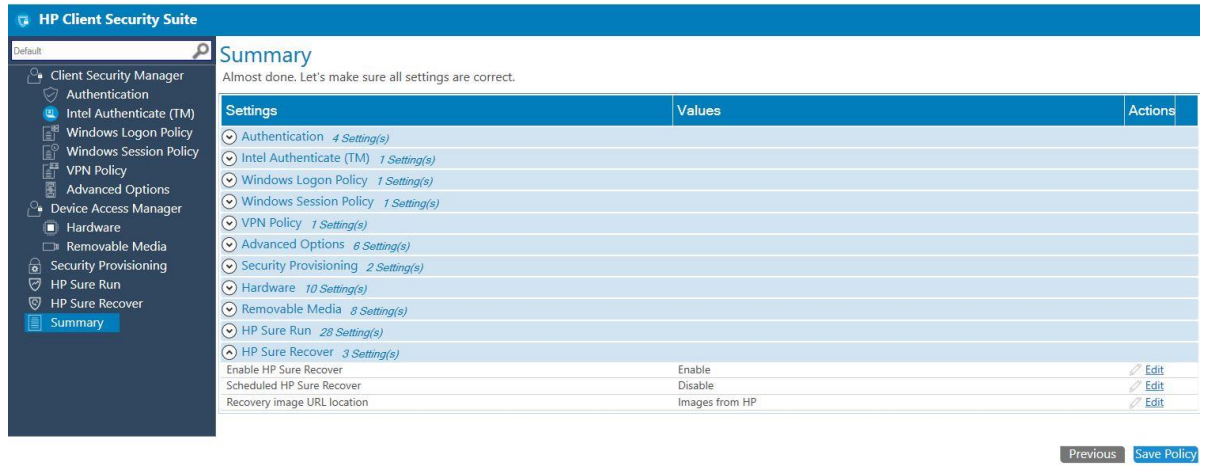 HP Client Security Suite
Default
Client Security Manager
Authentication
Intel Authenticate (TM)
Windows Logon Policy
Windows Session Policy
VPN Policy
Advanced Options
Device Access Manager
Hardware
Removable Media
Security Provisioning
HP Sure Run
HP Sure Recover
Summary
Summary
Almost done. Let's make sure all settings are correct.
Settings Values Actions
Authentication 4 Setting(s)
Intel Authenticate (TM) 1 Setting(s)
Windows Logon Policy 1 Setting(s)
Windows Session Policy 1 Setting(s)
VPN Policy 1 Setting(s)
Advanced Options 6 Setting(s)
Security Provisioning 2 Setting(s)
Hardware 10 Setting(s)
Removable Media 8 Setting(s)
HP Sure Run 28 Setting(s)
HP Sure Recover 3 Setting(s)
Enable HP Sure Recover Enable Edit
Scheduled HP Sure Recover Disable Edit
Recovery image URL location Images from HP Edit
Previous Save Policy